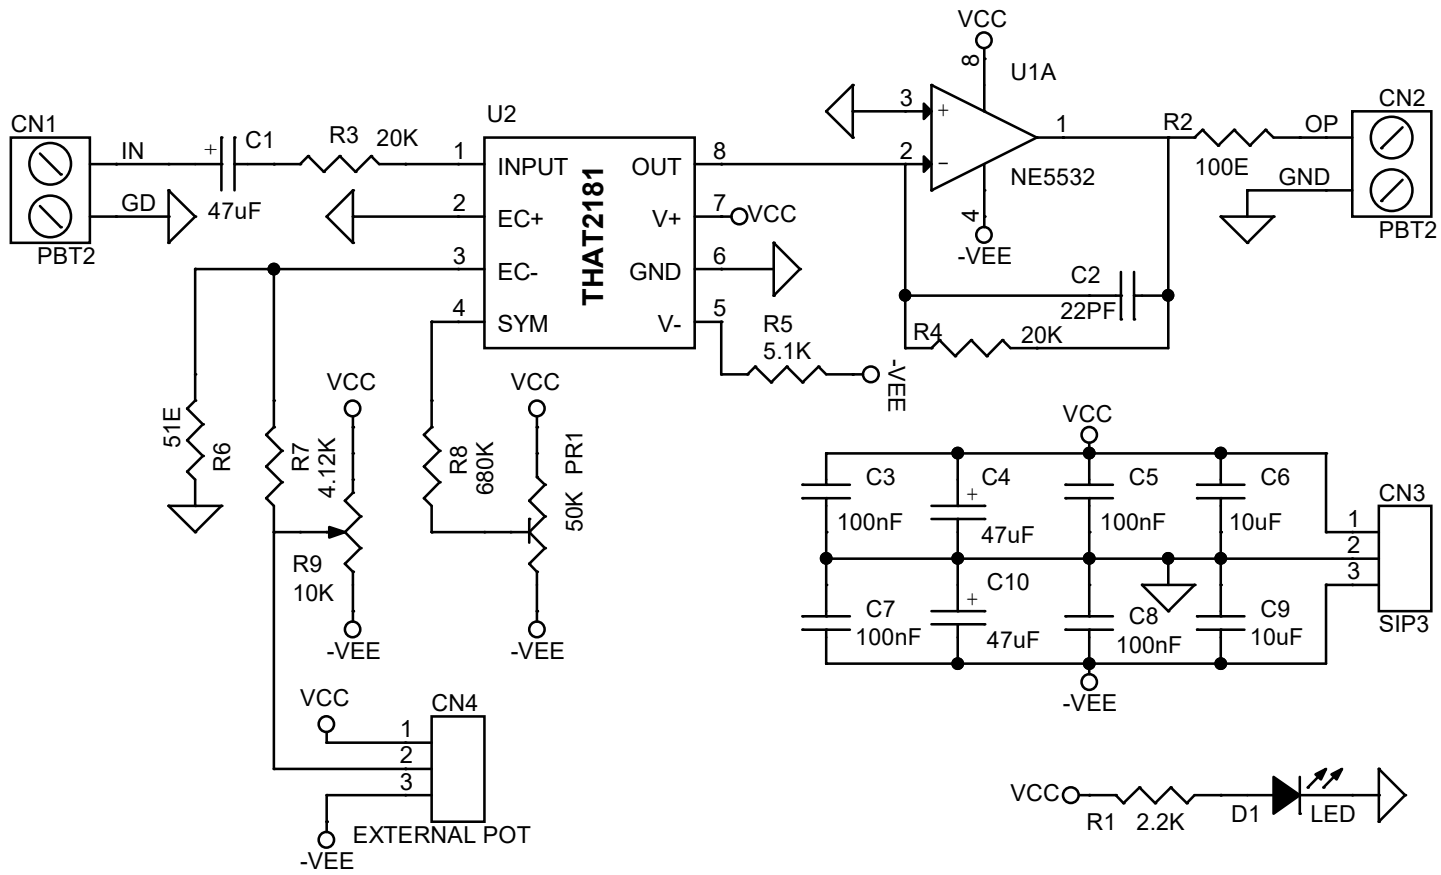 VCC
8
U1A
3
+
1
2
−
NE5532
4
-VEE
CN1
IN
+
C1
47uF
GD
PBT2
R3
20K
U2
1
INPUT
2
EC+
3
EC-
4
SYM
THAT2181
OUT
8
V+
7
VCC
GND
6
V-
5
R5
5.1K
-VEE
R2
100E
OP
GND
CN2
PBT2
C2
22PF
R4
20K
51E
R6
R7
4.12K
VCC
R9
10K
-VEE
R8
680K
VCC
PR1
50K
-VEE
VCC
C3
100nF
+
C4
47uF
C5
100nF
C6
10uF
C7
100nF
+
C10
47uF
C8
100nF
C9
10uF
-VEE
CN3
1
2
3
SIP3
VCC
CN4
1
2
3
-VEE
EXTERNAL POT
VCC
R1
2.2K
D1
LED